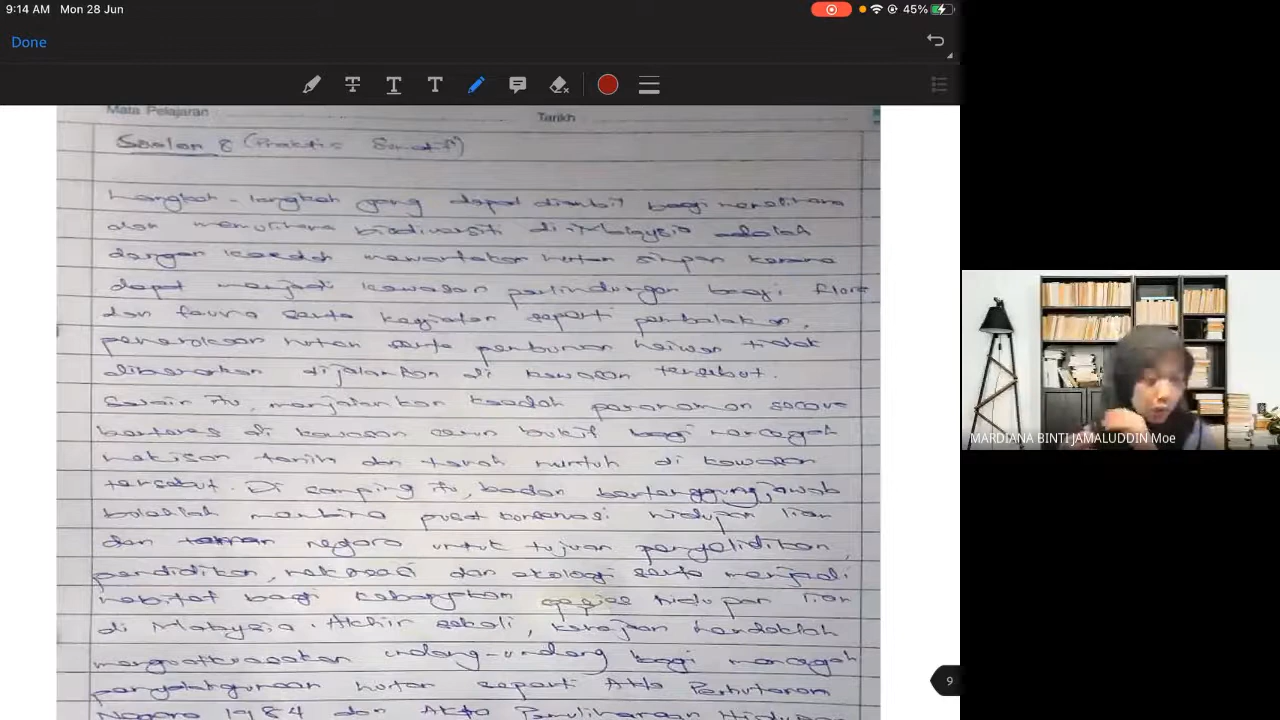 9:14 AM Mon 28 Jun
45%
Done
T T T
Mata Pelajaran
Tarikh
Soalan 8 (Praktis Sumatif)
Langkah-langkah yang dapat diambil bagi memelihara
dan memulihara biodiversiti di Malaysia adalah
dengan kaedah mewartakan hutan simpan kerana
dapat menjadi kawasan perlindungan bagi flora
dan fauna serta kegiatan seperti pembalakan,
penerokaan hutan serta pemburuan haiwan tidak
dibenarkan dijalankan di kawasan tersebut.
Selain itu, menjalankan kaedah penanaman secara
berteres di kawasan cerun bukit bagi mencegah
hakisan tanih dan tanah runtuh di kawasan
tersebut. Di samping itu, badan bertanggungjawab
bolehlah membina pusat konservasi hidupan liar
dan taman negara untuk tujuan penyelidikan,
pendidikan, rekreasi dan ekologi serta menjadi
habitat bagi kebanyakan spesies hidupan liar
di Malaysia. Akhir sekali, kerajaan hendaklah
menguatkuasakan undang-undang bagi mencegah
penyalahgunaan hutan seperti Akta Perhutanan
Negara 1984 dan Akta Pemuliharaan Hidupan
9
MARDIANA BINTI JAMALUDDIN Moe